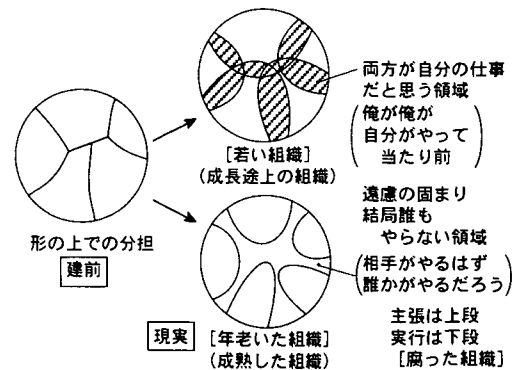 両方が自分の仕事
だと思う領域
(俺が俺が
自分がやって
当たり前)
[若い組織]
(成長途上の組織)
形の上での分担
建前
遠慮の固まり
結局誰も
やらない領域
(相手がやるはず
誰かがやるだろう)
現実
[年老いた組織]
(成熟した組織)
主張は上段
実行は下段
[腐った組織]